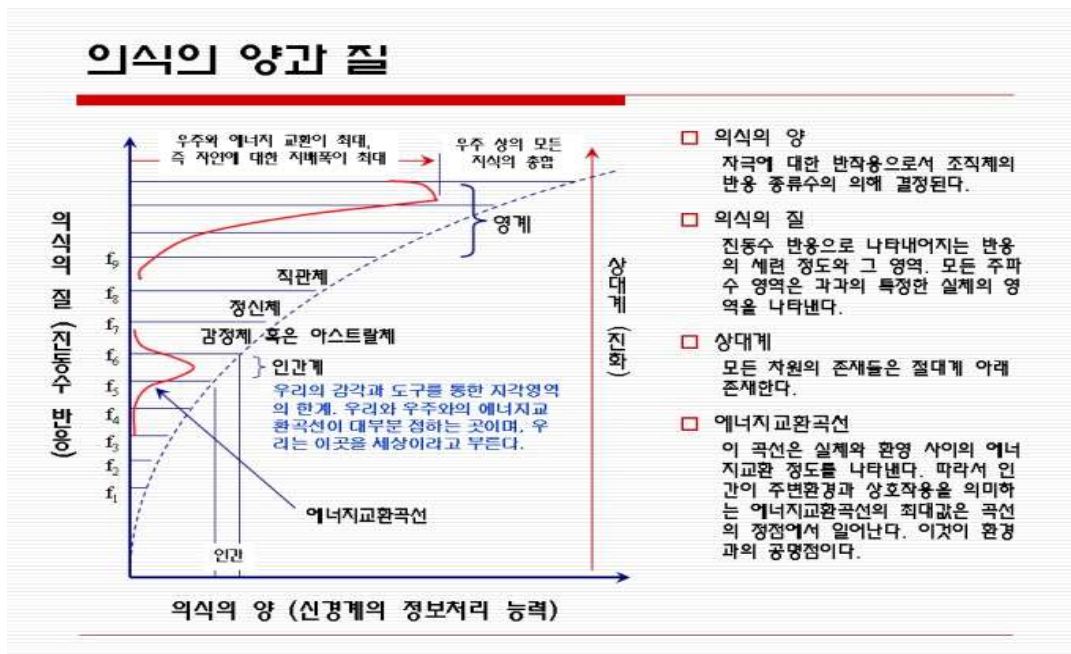 의식의 양과 질
우주와 에너지 교환이 최대,
즉 자연에 대한 지배폭이 최대
우주 상의 모든
지식의 총합
영계
의식의 질 (진동수 반응)
f9
f8
f7
f6
f5
f4
f3
f2
f1
직관체
정신체
감정체 혹은 아스트랄체
인간계
우리의 감각과 도구를 통한 지각영역
의 한계. 우리와 우주와의 에너지교
환곡선이 대부분 접하는 곳이며, 우
리는 이곳을 세상이라고 부른다.
에너지교환곡선
인간
상대계 (진화)
의식의 양 (신경계의 정보처리 능력)
의식의 양
자극에 대한 반작용으로서 조직체의
반응 종류수의 의해 결정된다.
의식의 질
진동수 반응으로 나타내어지는 반응
의 세련 정도와 그 영역. 모든 주파
수 영역은 각각의 특정한 실체의 영
역을 나타낸다.
상대계
모든 차원의 존재들은 절대계 아래
존재한다.
에너지교환곡선
이 곡선은 실체와 환영 사이의 에너
지교환 정도를 나타낸다. 따라서 인
간이 주변환경과 상호작용을 의미하
는 에너지교환곡선의 최대값은 곡선
의 정점에서 일어난다. 이것이 환경
과의 공명점이다.